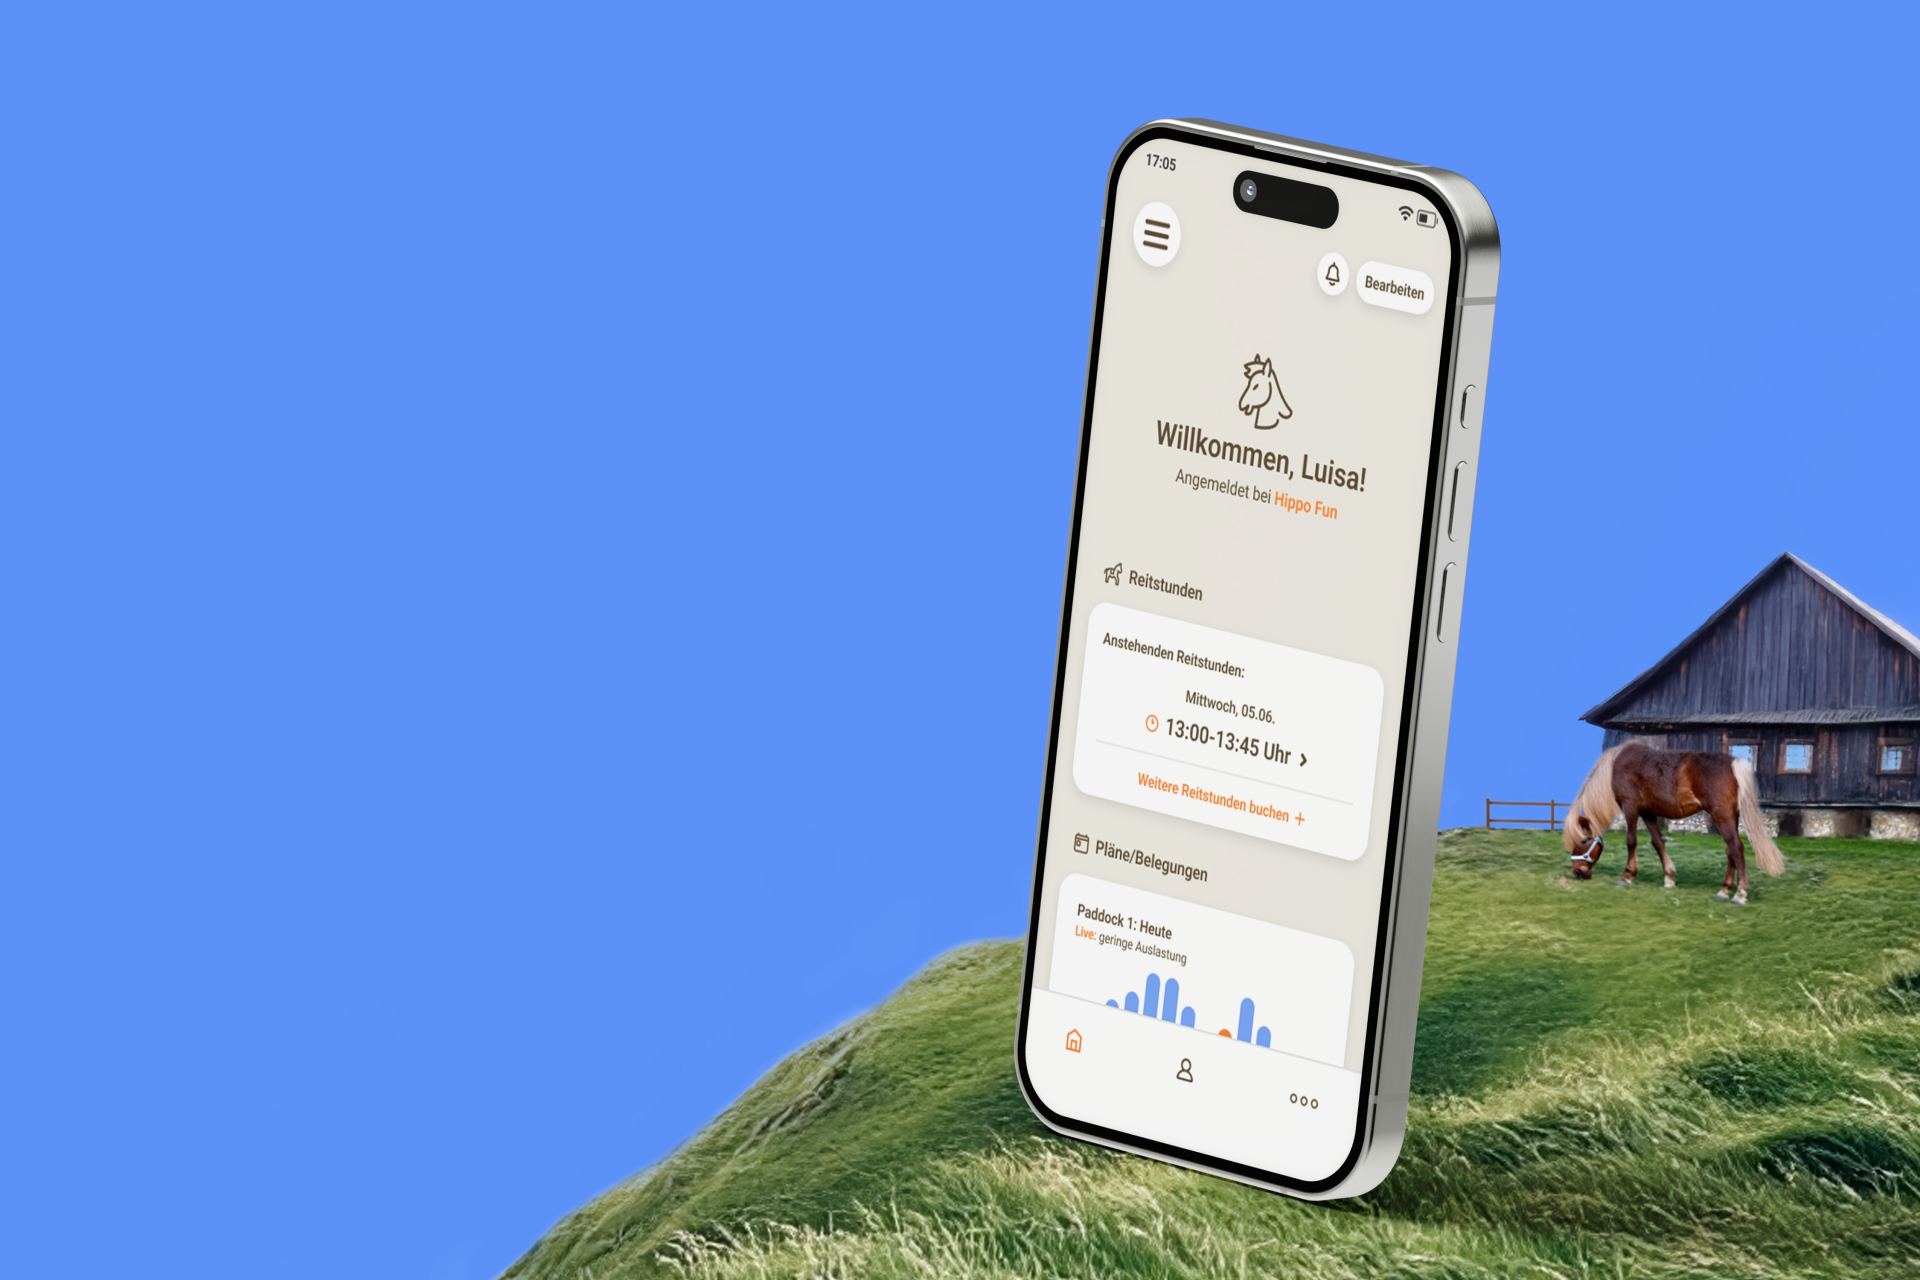 17:05
Bearbeiten
Willkommen, Luisa!
Angemeldet bei Hippo Fun
Reitstunden
Anstehenden Reitstunden:
Mittwoch, 05.06.
13:00-13:45 Uhr
Weitere Reitstunden buchen +
Pläne/Belegungen
Paddock 1: Heute
Live: geringe Auslastung